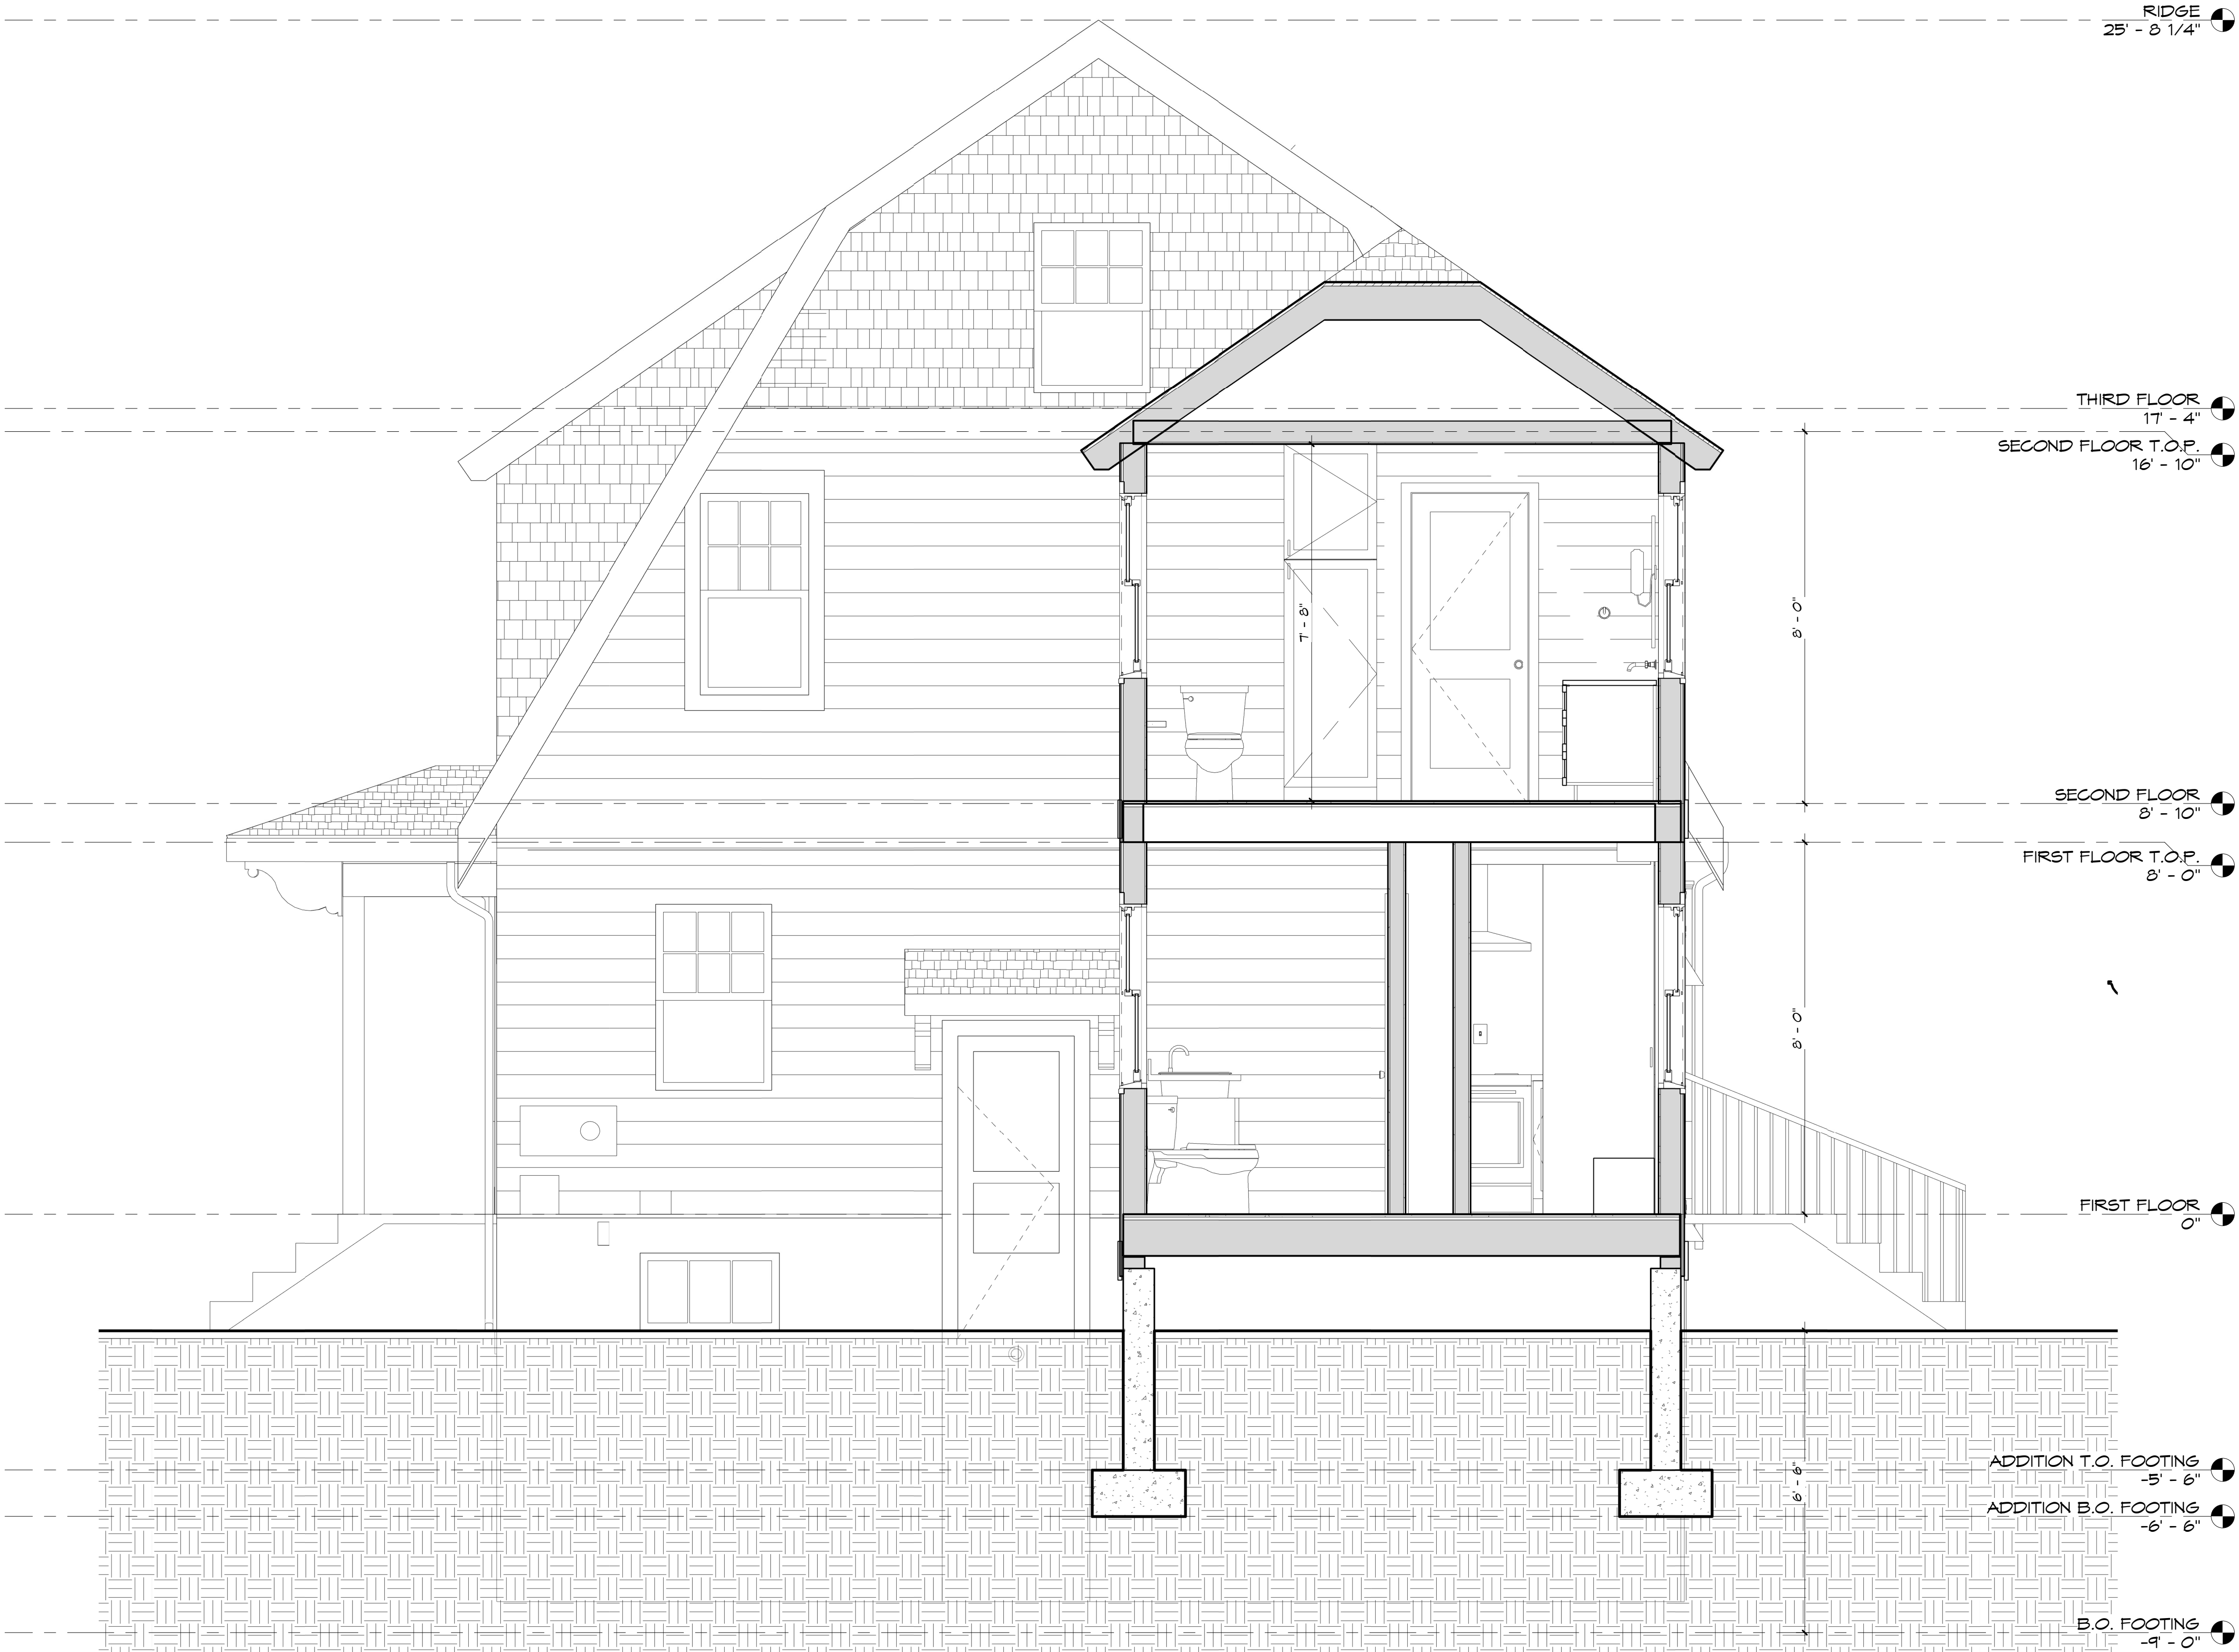 RIDGE
25' - 8 1/4"
THIRD FLOOR
17' - 4"
SECOND FLOOR T.O.P.
16' - 10"
7' - 8"
8' - 0"
SECOND FLOOR
8' - 10"
FIRST FLOOR T.O.P.
8' - 0"
8' - 0"
FIRST FLOOR
0"
ADDITION T.O. FOOTING
-5' - 6"
6' - 6"
ADDITION B.O. FOOTING
-6' - 6"
B.O. FOOTING
-9' - 0"